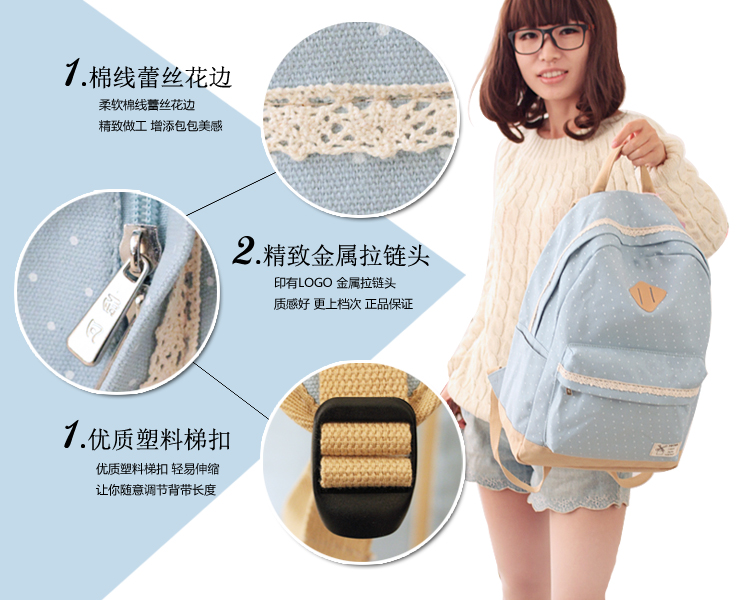 1.棉线蕾丝花边
柔软棉线蕾丝花边
精致做工 增添包包美感
2.精致金属拉链头
印有LOGO 金属拉链头
质感好 更上档次 正品保证
1.优质塑料梯扣
优质塑料梯扣 轻易伸缩
让你随意调节背带长度